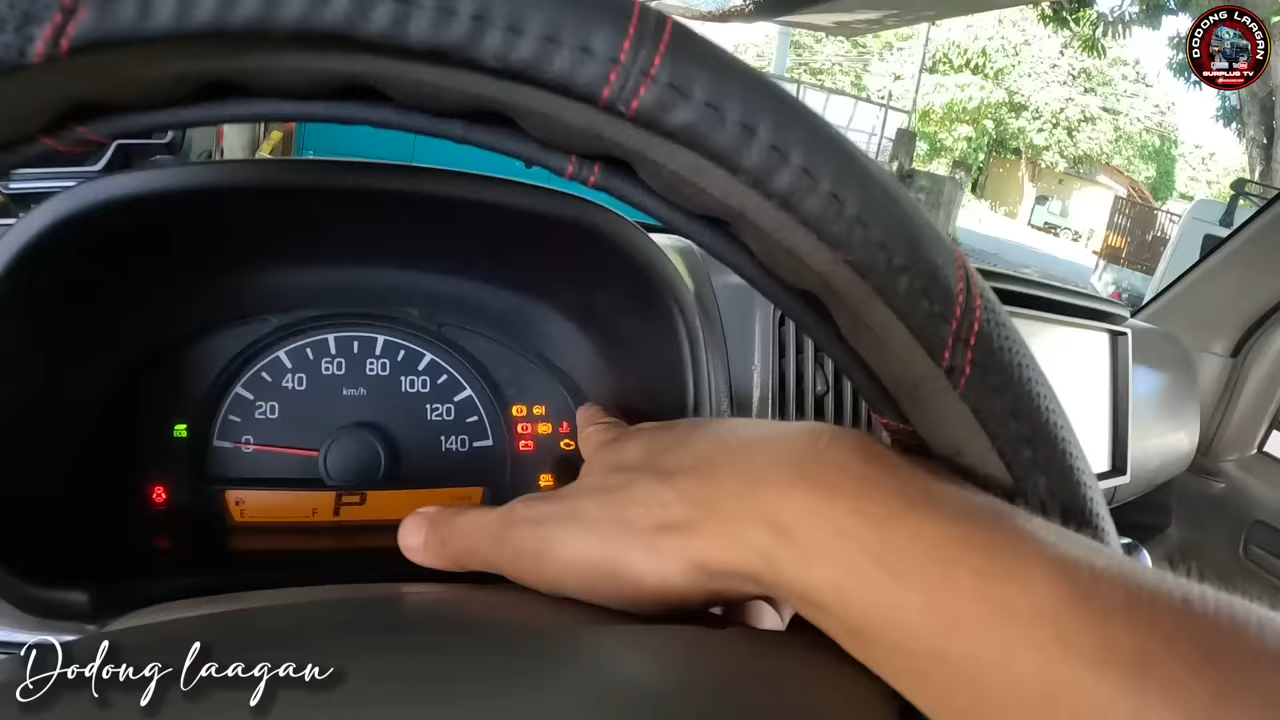 DODONG LAAGAN
SURPLUS TV
0
20
40
60
80
100
120
140
km/h
ECO
OIL
E
F
P
Dodong laagan